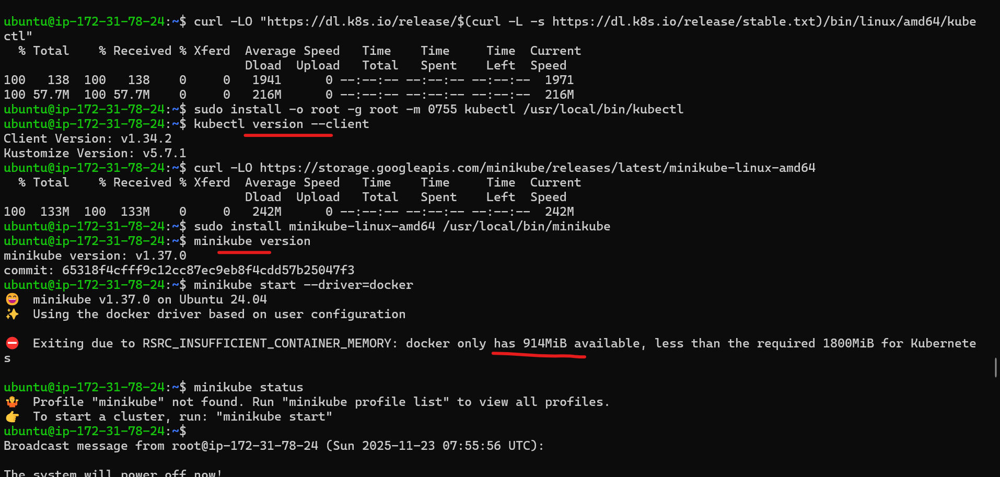 ubuntu@ip-172-31-78-24:~$ curl -LO "https://dl.k8s.io/release/$(curl -L -s https://dl.k8s.io/release/stable.txt)/bin/linux/amd64/kube
ctl"
  % Total    % Received % Xferd  Average Speed   Time    Time     Time  Current
                                 Dload  Upload   Total   Spent    Left  Speed
100   138  100   138    0     0   1941      0 --:--:-- --:--:-- --:--:--  1971
100 57.7M  100 57.7M    0     0   216M      0 --:--:-- --:--:-- --:--:--  216M
ubuntu@ip-172-31-78-24:~$ sudo install -o root -g root -m 0755 kubectl /usr/local/bin/kubectl
ubuntu@ip-172-31-78-24:~$ kubectl version --client
Client Version: v1.34.2
Kustomize Version: v5.7.1
ubuntu@ip-172-31-78-24:~$ curl -LO https://storage.googleapis.com/minikube/releases/latest/minikube-linux-amd64
  % Total    % Received % Xferd  Average Speed   Time    Time     Time  Current
                                 Dload  Upload   Total   Spent    Left  Speed
100  133M  100  133M    0     0   242M      0 --:--:-- --:--:-- --:--:--  242M
ubuntu@ip-172-31-78-24:~$ sudo install minikube-linux-amd64 /usr/local/bin/minikube
ubuntu@ip-172-31-78-24:~$ minikube version
minikube version: v1.37.0
commit: 65318f4cfff9c12cc87ec9eb8f4cdd57b25047f3
ubuntu@ip-172-31-78-24:~$ minikube start --driver=docker
😄  minikube v1.37.0 on Ubuntu 24.04
✨  Using the docker driver based on user configuration
⛔  Exiting due to RSRC_INSUFFICIENT_CONTAINER_MEMORY: docker only has 914MiB available, less than the required 1800MiB for Kubernete
s
ubuntu@ip-172-31-78-24:~$ minikube status
🤷  Profile "minikube" not found. Run "minikube profile list" to view all profiles.
👉  To start a cluster, run: "minikube start"
ubuntu@ip-172-31-78-24:~$
Broadcast message from root@ip-172-31-78-24 (Sun 2025-11-23 07:55:56 UTC):
The system will power off now!